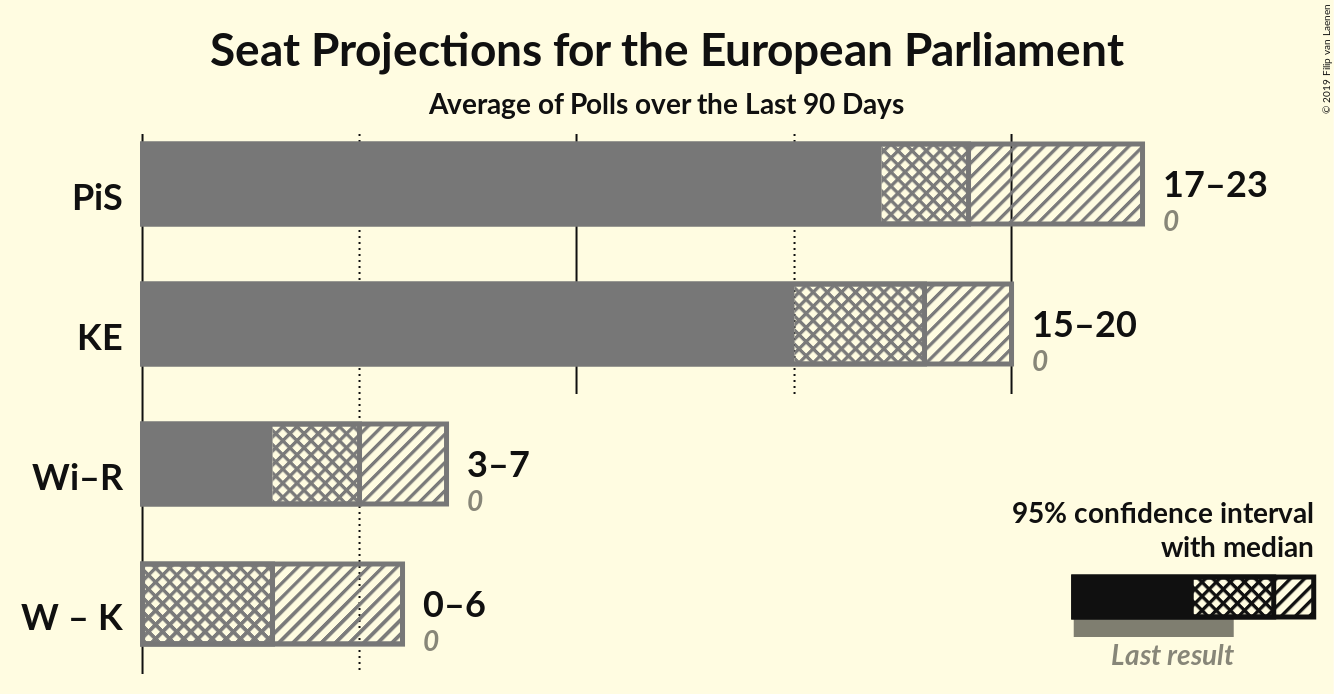 Seat Projections for the European Parliament
Average of Polls over the Last 90 Days
© 2019 Filip van Laenen
PiS
17–23
0
KE
15–20
0
Wi–R
3–7
0
W – K
0–6
0
95% confidence interval
with median
Last result